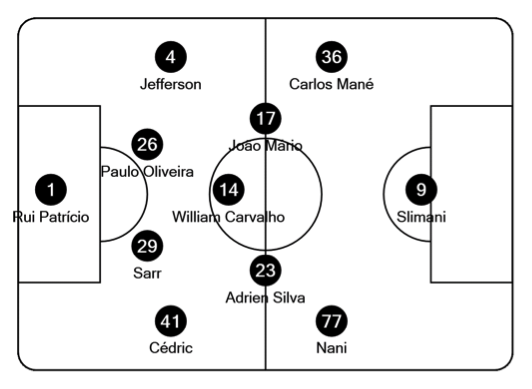 4
Jefferson
36
Carlos Mané
17
João Mario
26
Paulo Oliveira
1
Rui Patrício
14
William Carvalho
9
Slimani
29
Sarr
23
Adrien Silva
41
Cédric
77
Nani